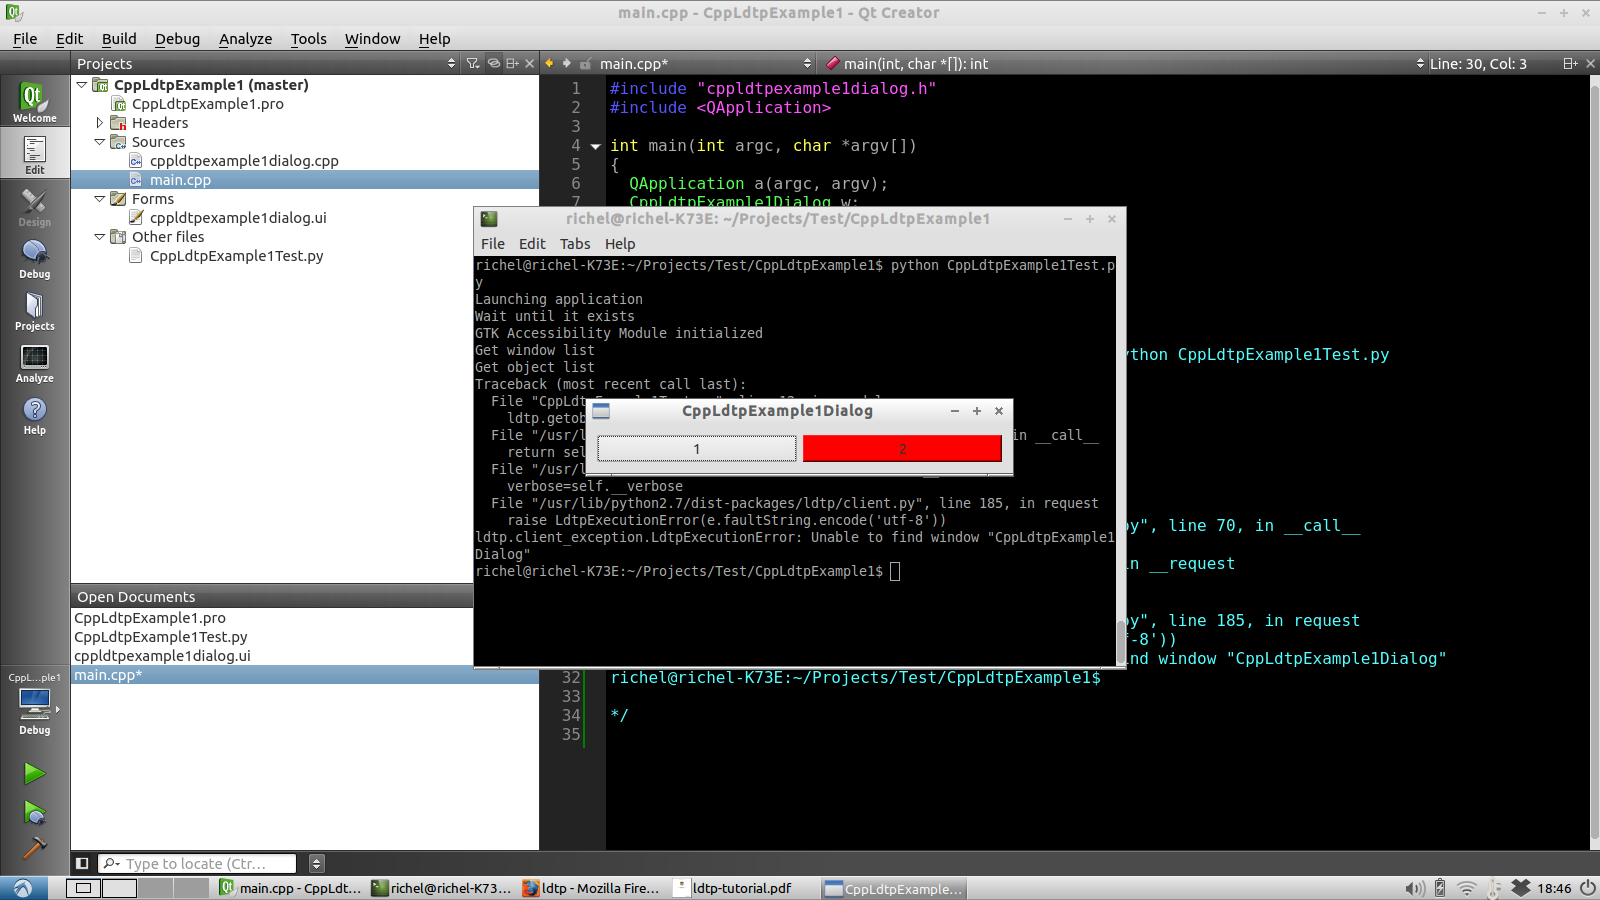 main.cpp - CppLdtpExample1 - Qt Creator
File Edit Build Debug Analyze Tools Window Help
Projects
main.cpp*
main(int, char *[]): int
Line: 30, Col: 3
Welcome
Edit
Design
Debug
Projects
Analyze
Help
CppLdtpExample1 (master)
CppLdtpExample1.pro
Headers
Sources
cppldtpexample1dialog.cpp
main.cpp
Forms
cppldtpexample1dialog.ui
Other files
CppLdtpExample1Test.py
1 #include "cppldtpexample1dialog.h"
2 #include <QApplication>
3
4 int main(int argc, char *argv[])
5 {
6 QApplication a(argc, argv);
7 CppLdtpExample1Dialog w;
ython CppLdtpExample1Test.py
py", line 70, in __call__
in __request
py", line 185, in request
f-8'))
nd window "CppLdtpExample1Dialog"
32 richel@richel-K73E:~/Projects/Test/CppLdtpExample1$
33
34 */
35
richel@richel-K73E: ~/Projects/Test/CppLdtpExample1
File Edit Tabs Help
richel@richel-K73E:~/Projects/Test/CppLdtpExample1$ python CppLdtpExample1Test.p
y
Launching application
Wait until it exists
GTK Accessibility Module initialized
Get window list
Get object list
Traceback (most recent call last):
File "CppLdt
ldtp.getob
File "/usr/l in __call__
return sel
File "/usr/l
verbose=self.__verbose
File "/usr/lib/python2.7/dist-packages/ldtp/client.py", line 185, in request
raise LdtpExecutionError(e.faultString.encode('utf-8'))
ldtp.client_exception.LdtpExecutionError: Unable to find window "CppLdtpExample1
Dialog"
richel@richel-K73E:~/Projects/Test/CppLdtpExample1$
CppLdtpExample1Dialog
1 2
Open Documents
CppLdtpExample1.pro
CppLdtpExample1Test.py
cppldtpexample1dialog.ui
main.cpp*
CppL...ple1
Debug
Type to locate (Ctr...
main.cpp - CppLdt... richel@richel-K73... ldtp - Mozilla Fire... ldtp-tutorial.pdf CppLdtpExample... 18:46